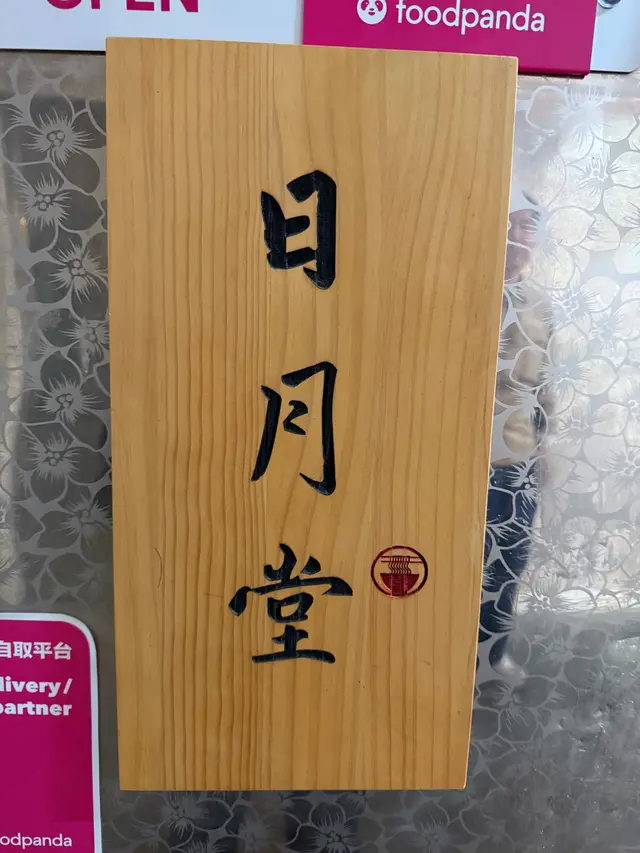 OPEN
foodpanda
日月堂
自取平台
livery/
partner
odpanda